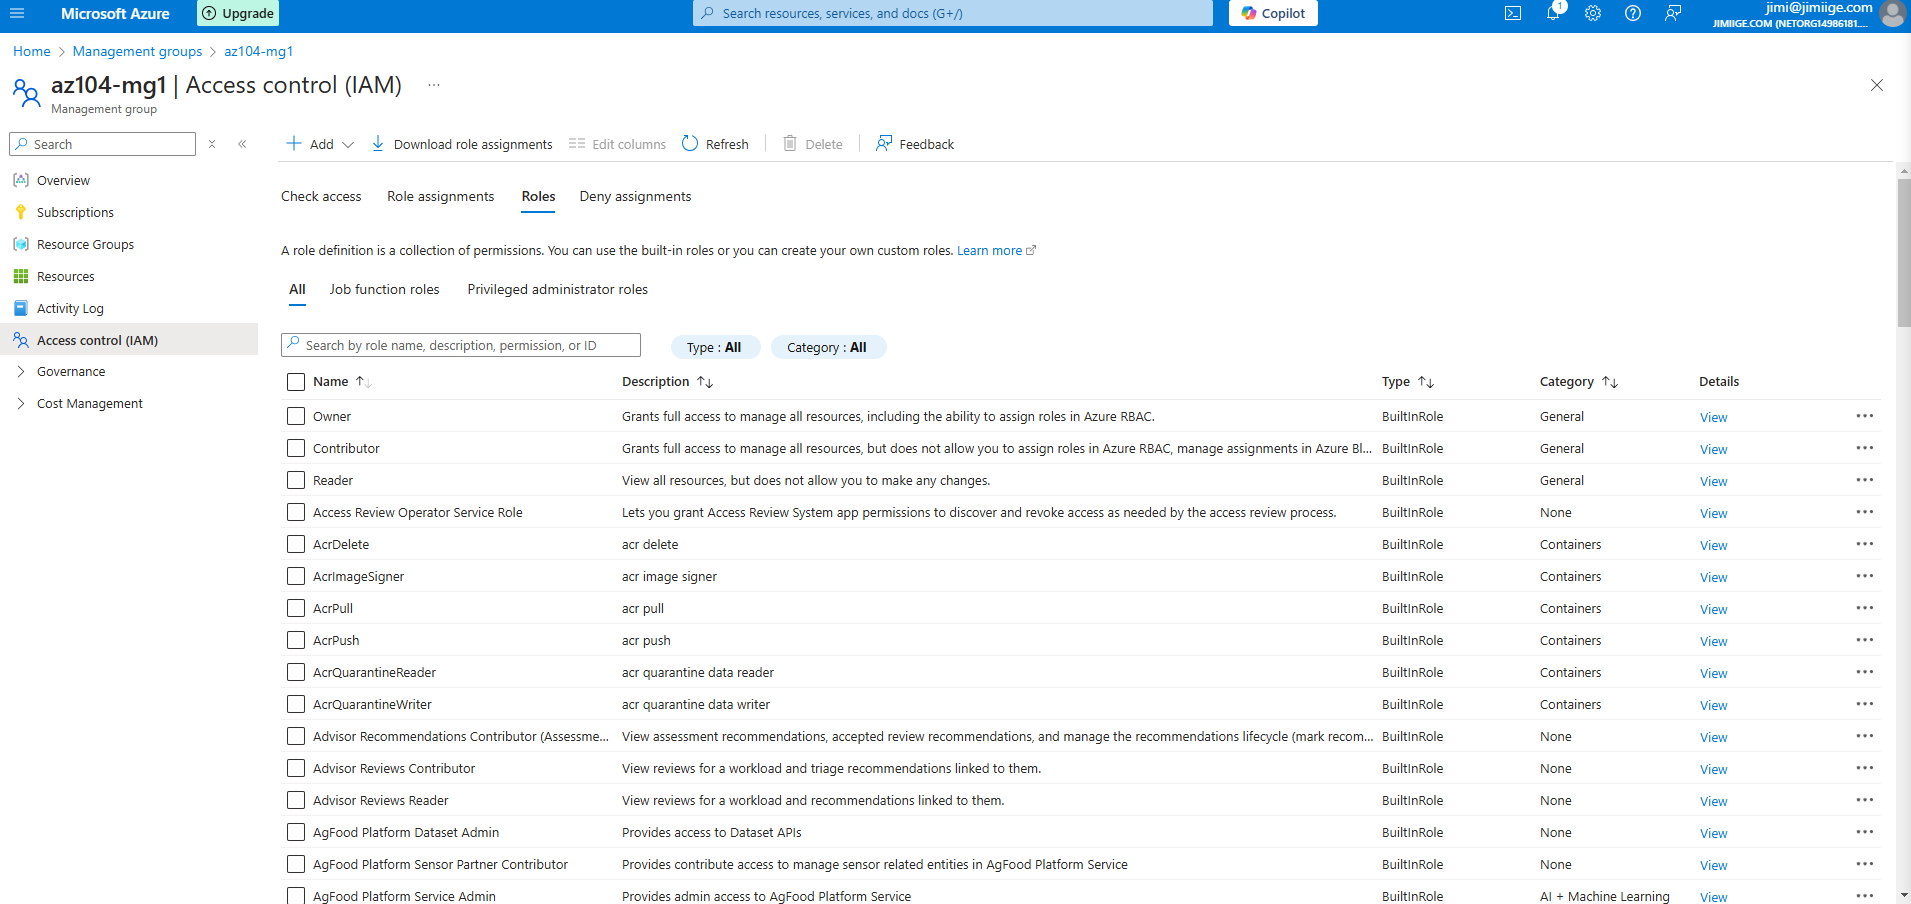 Microsoft Azure
Upgrade
Search resources, services, and docs (G+/)
Copilot
1
jimi@jimiige.com
JIMIIGE.COM (NETORG14986181....
Home > Management groups > az104-mg1
az104-mg1 | Access control (IAM) ...
Management group
Search
Add
Download role assignments
Edit columns
Refresh
Delete
Feedback
Overview
Subscriptions
Resource Groups
Resources
Activity Log
Access control (IAM)
Governance
Cost Management
Check access Role assignments Roles Deny assignments
A role definition is a collection of permissions. You can use the built-in roles or you can create your own custom roles. Learn more
All Job function roles Privileged administrator roles
Search by role name, description, permission, or ID
Type : All
Category : All
Name Description Type Category Details
Owner Grants full access to manage all resources, including the ability to assign roles in Azure RBAC. BuiltInRole General View ...
Contributor Grants full access to manage all resources, but does not allow you to assign roles in Azure RBAC, manage assignments in Azure Bl... BuiltInRole General View ...
Reader View all resources, but does not allow you to make any changes. BuiltInRole General View ...
Access Review Operator Service Role Lets you grant Access Review System app permissions to discover and revoke access as needed by the access review process. BuiltInRole None View ...
AcrDelete acr delete BuiltInRole Containers View ...
AcrImageSigner acr image signer BuiltInRole Containers View ...
AcrPull acr pull BuiltInRole Containers View ...
AcrPush acr push BuiltInRole Containers View ...
AcrQuarantineReader acr quarantine data reader BuiltInRole Containers View ...
AcrQuarantineWriter acr quarantine data writer BuiltInRole Containers View ...
Advisor Recommendations Contributor (Assessme... View assessment recommendations, accepted review recommendations, and manage the recommendations lifecycle (mark recom... BuiltInRole None View ...
Advisor Reviews Contributor View reviews for a workload and triage recommendations linked to them. BuiltInRole None View ...
Advisor Reviews Reader View reviews for a workload and recommendations linked to them. BuiltInRole None View ...
AgFood Platform Dataset Admin Provides access to Dataset APIs BuiltInRole None View ...
AgFood Platform Sensor Partner Contributor Provides contribute access to manage sensor related entities in AgFood Platform Service BuiltInRole None View ...
AgFood Platform Service Admin Provides admin access to AgFood Platform Service BuiltInRole AI + Machine Learning View ...